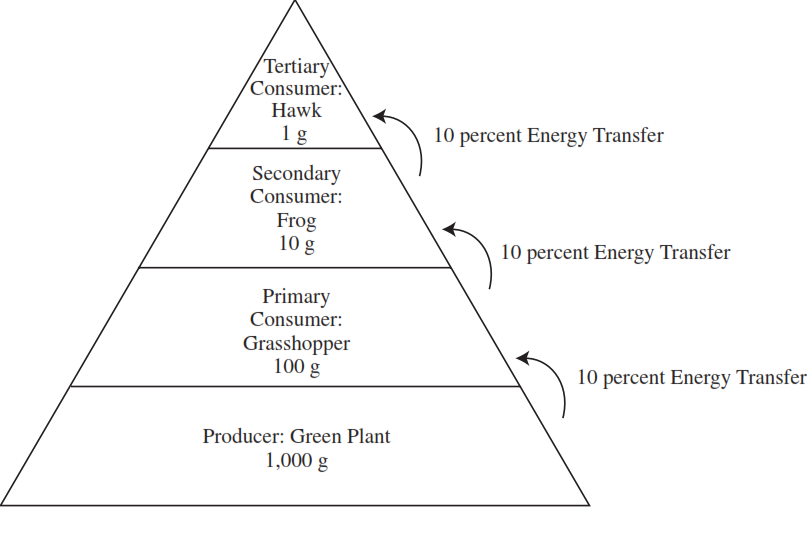 Tertiary
Consumer:
Hawk
1 g
10 percent Energy Transfer
Secondary
Consumer:
Frog
10 g
10 percent Energy Transfer
Primary
Consumer:
Grasshopper
100 g
10 percent Energy Transfer
Producer: Green Plant
1,000 g